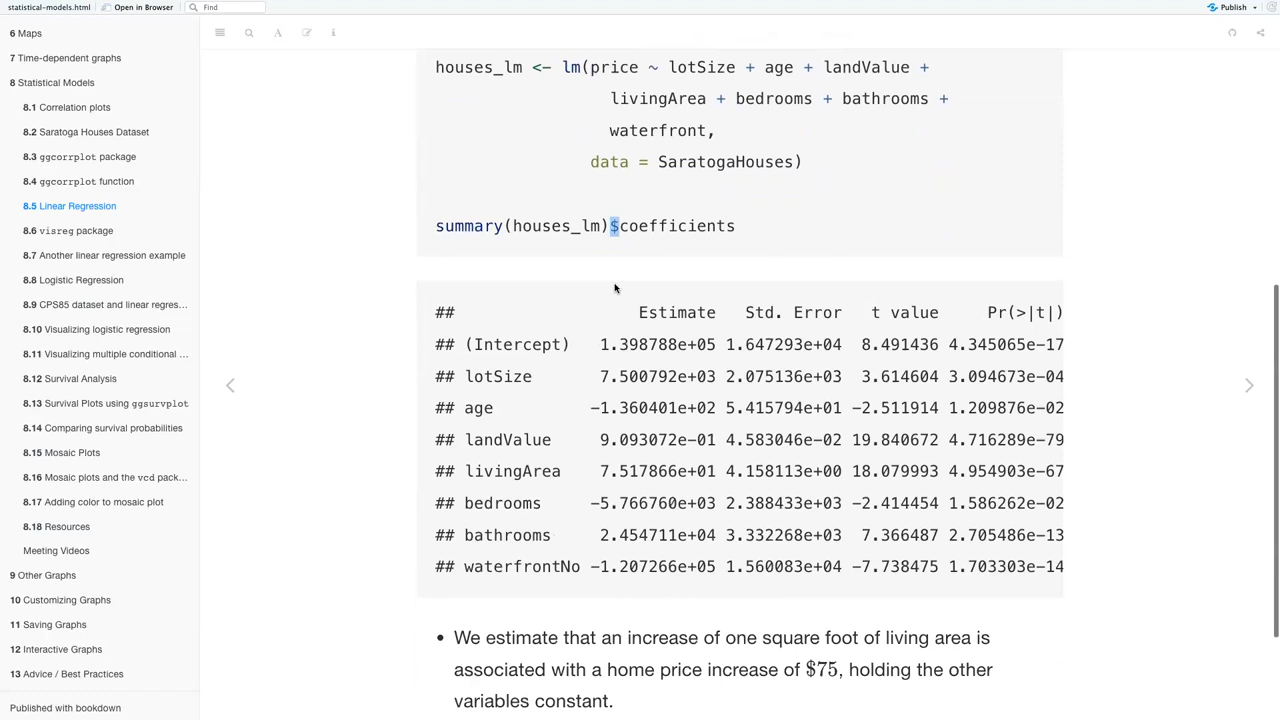 statistical-models.html
Open in Browser
Find
Publish
6 Maps
7 Time-dependent graphs
8 Statistical Models
8.1 Correlation plots
8.2 Saratoga Houses Dataset
8.3 ggcorrplot package
8.4 ggcorrplot function
8.5 Linear Regression
8.6 visreg package
8.7 Another linear regression example
8.8 Logistic Regression
8.9 CPS85 dataset and linear regres...
8.10 Visualizing logistic regression
8.11 Visualizing multiple conditional ...
8.12 Survival Analysis
8.13 Survival Plots using ggsurvplot
8.14 Comparing survival probabilities
8.15 Mosaic Plots
8.16 Mosaic plots and the vcd pack...
8.17 Adding color to mosaic plot
8.18 Resources
Meeting Videos
9 Other Graphs
10 Customizing Graphs
11 Saving Graphs
12 Interactive Graphs
13 Advice / Best Practices
Published with bookdown
houses_lm <- lm(price ~ lotSize + age + landValue +
livingArea + bedrooms + bathrooms +
waterfront,
data = SaratogaHouses)
summary(houses_lm)$coefficients
## Estimate Std. Error t value Pr(>|t|)
## (Intercept) 1.398788e+05 1.647293e+04 8.491436 4.345065e-17
## lotSize 7.500792e+03 2.075136e+03 3.614604 3.094673e-04
## age -1.360401e+02 5.415794e+01 -2.511914 1.209876e-02
## landValue 9.093072e-01 4.583046e-02 19.840672 4.716289e-79
## livingArea 7.517866e+01 4.158113e+00 18.079993 4.954903e-67
## bedrooms -5.766760e+03 2.388433e+03 -2.414454 1.586262e-02
## bathrooms 2.454711e+04 3.332268e+03 7.366487 2.705486e-13
## waterfrontNo -1.207266e+05 1.560083e+04 -7.738475 1.703303e-14
• We estimate that an increase of one square foot of living area is
associated with a home price increase of $75, holding the other
variables constant.